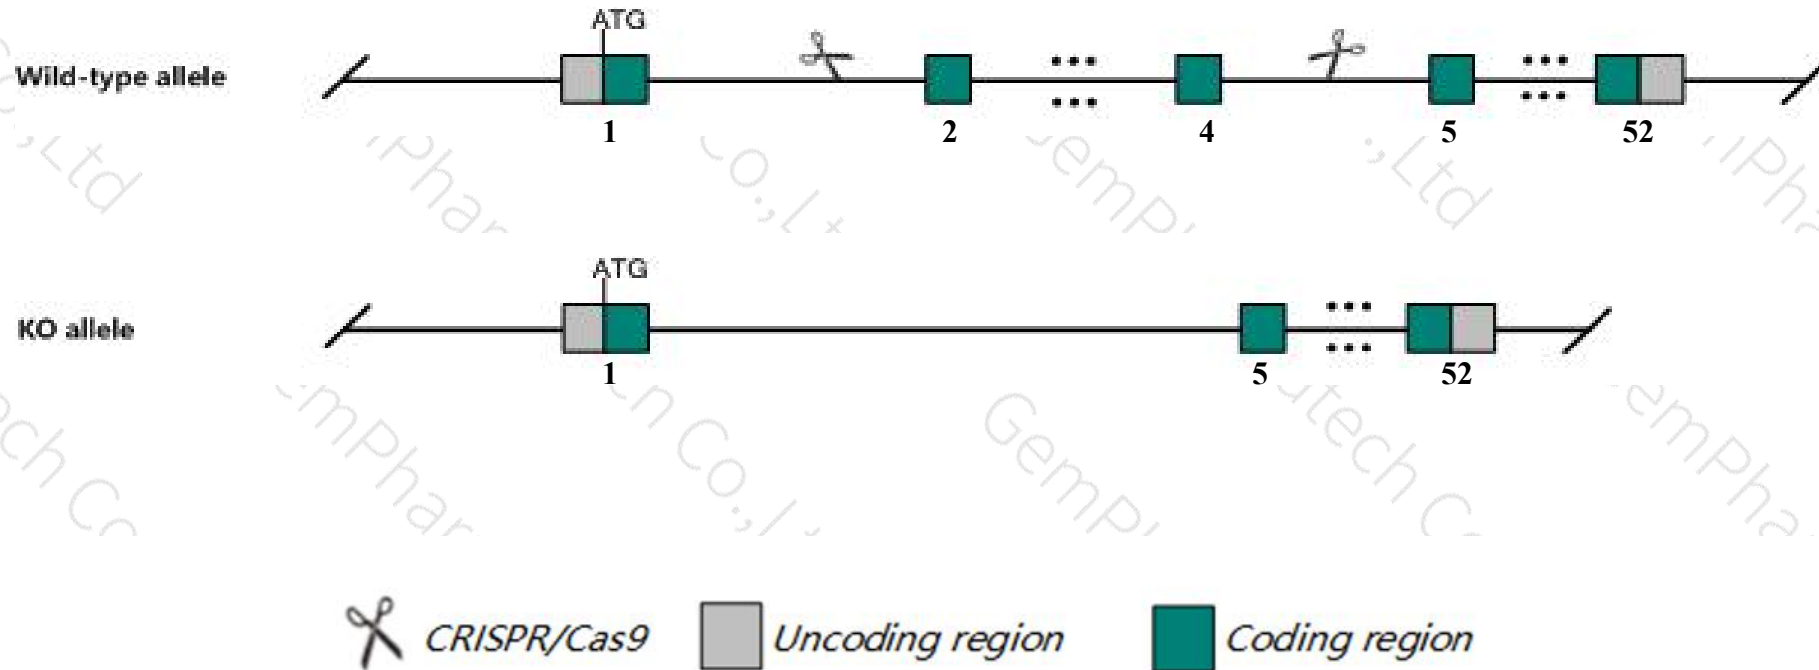 ATG
Wild-type allele
1 2 4 5 52
ATG
KO allele
1 5 52
CRISPR/Cas9 Uncoding region Coding region